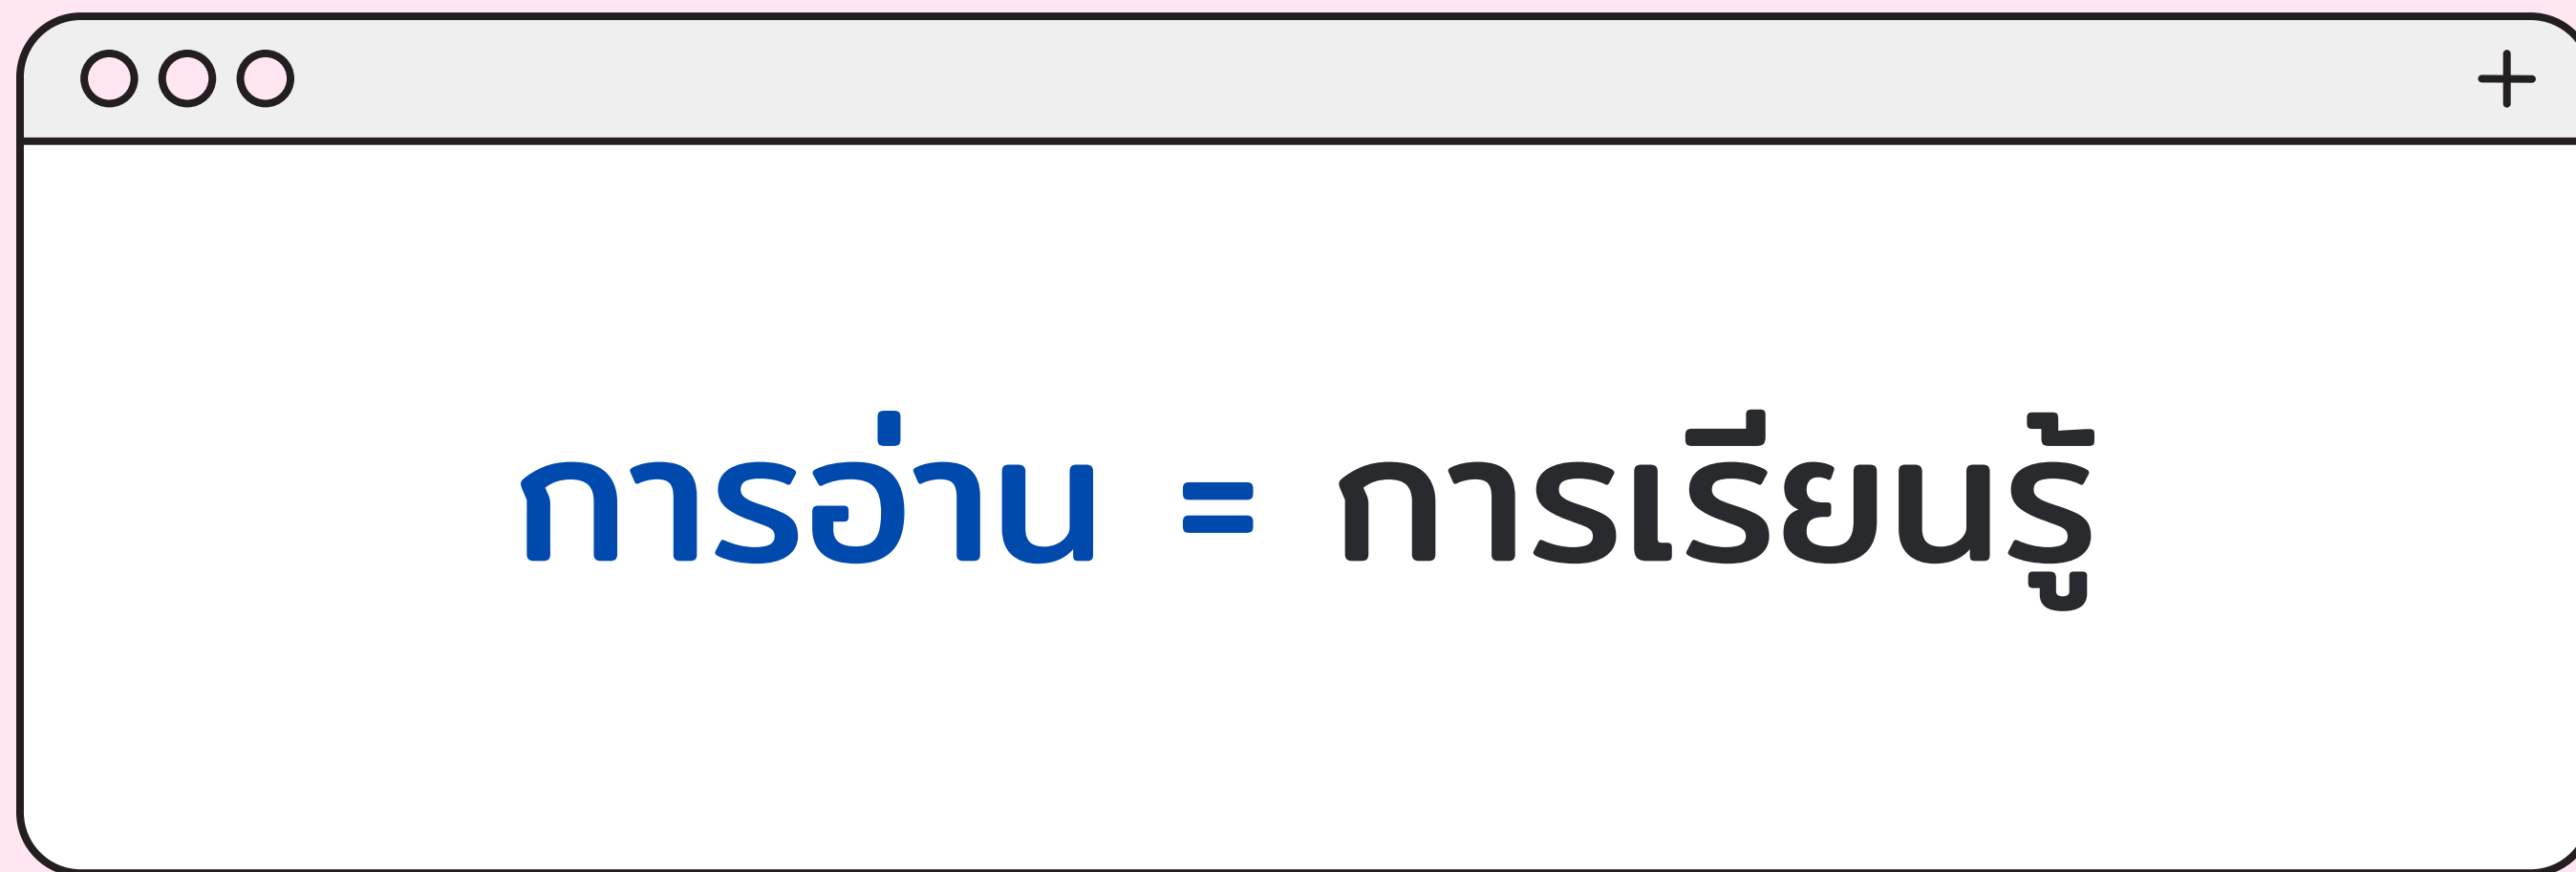 การอ่าน = การเรียนรู้